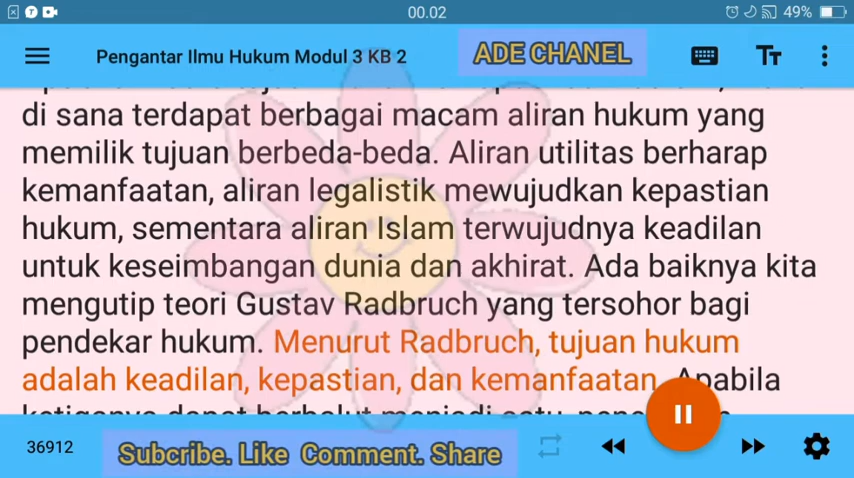 00.02
49%
Pengantar Ilmu Hukum Modul 3 KB 2
ADE CHANEL
di sana terdapat berbagai macam aliran hukum yang
memilik tujuan berbeda-beda. Aliran utilitas berharap
kemanfaatan, aliran legalistik mewujudkan kepastian
hukum, sementara aliran Islam terwujudnya keadilan
untuk keseimbangan dunia dan akhirat. Ada baiknya kita
mengutip teori Gustav Radbruch yang tersohor bagi
pendekar hukum. Menurut Radbruch, tujuan hukum
adalah keadilan, kepastian, dan kemanfaatan. Apabila
36912
Subcribe. Like Comment. Share